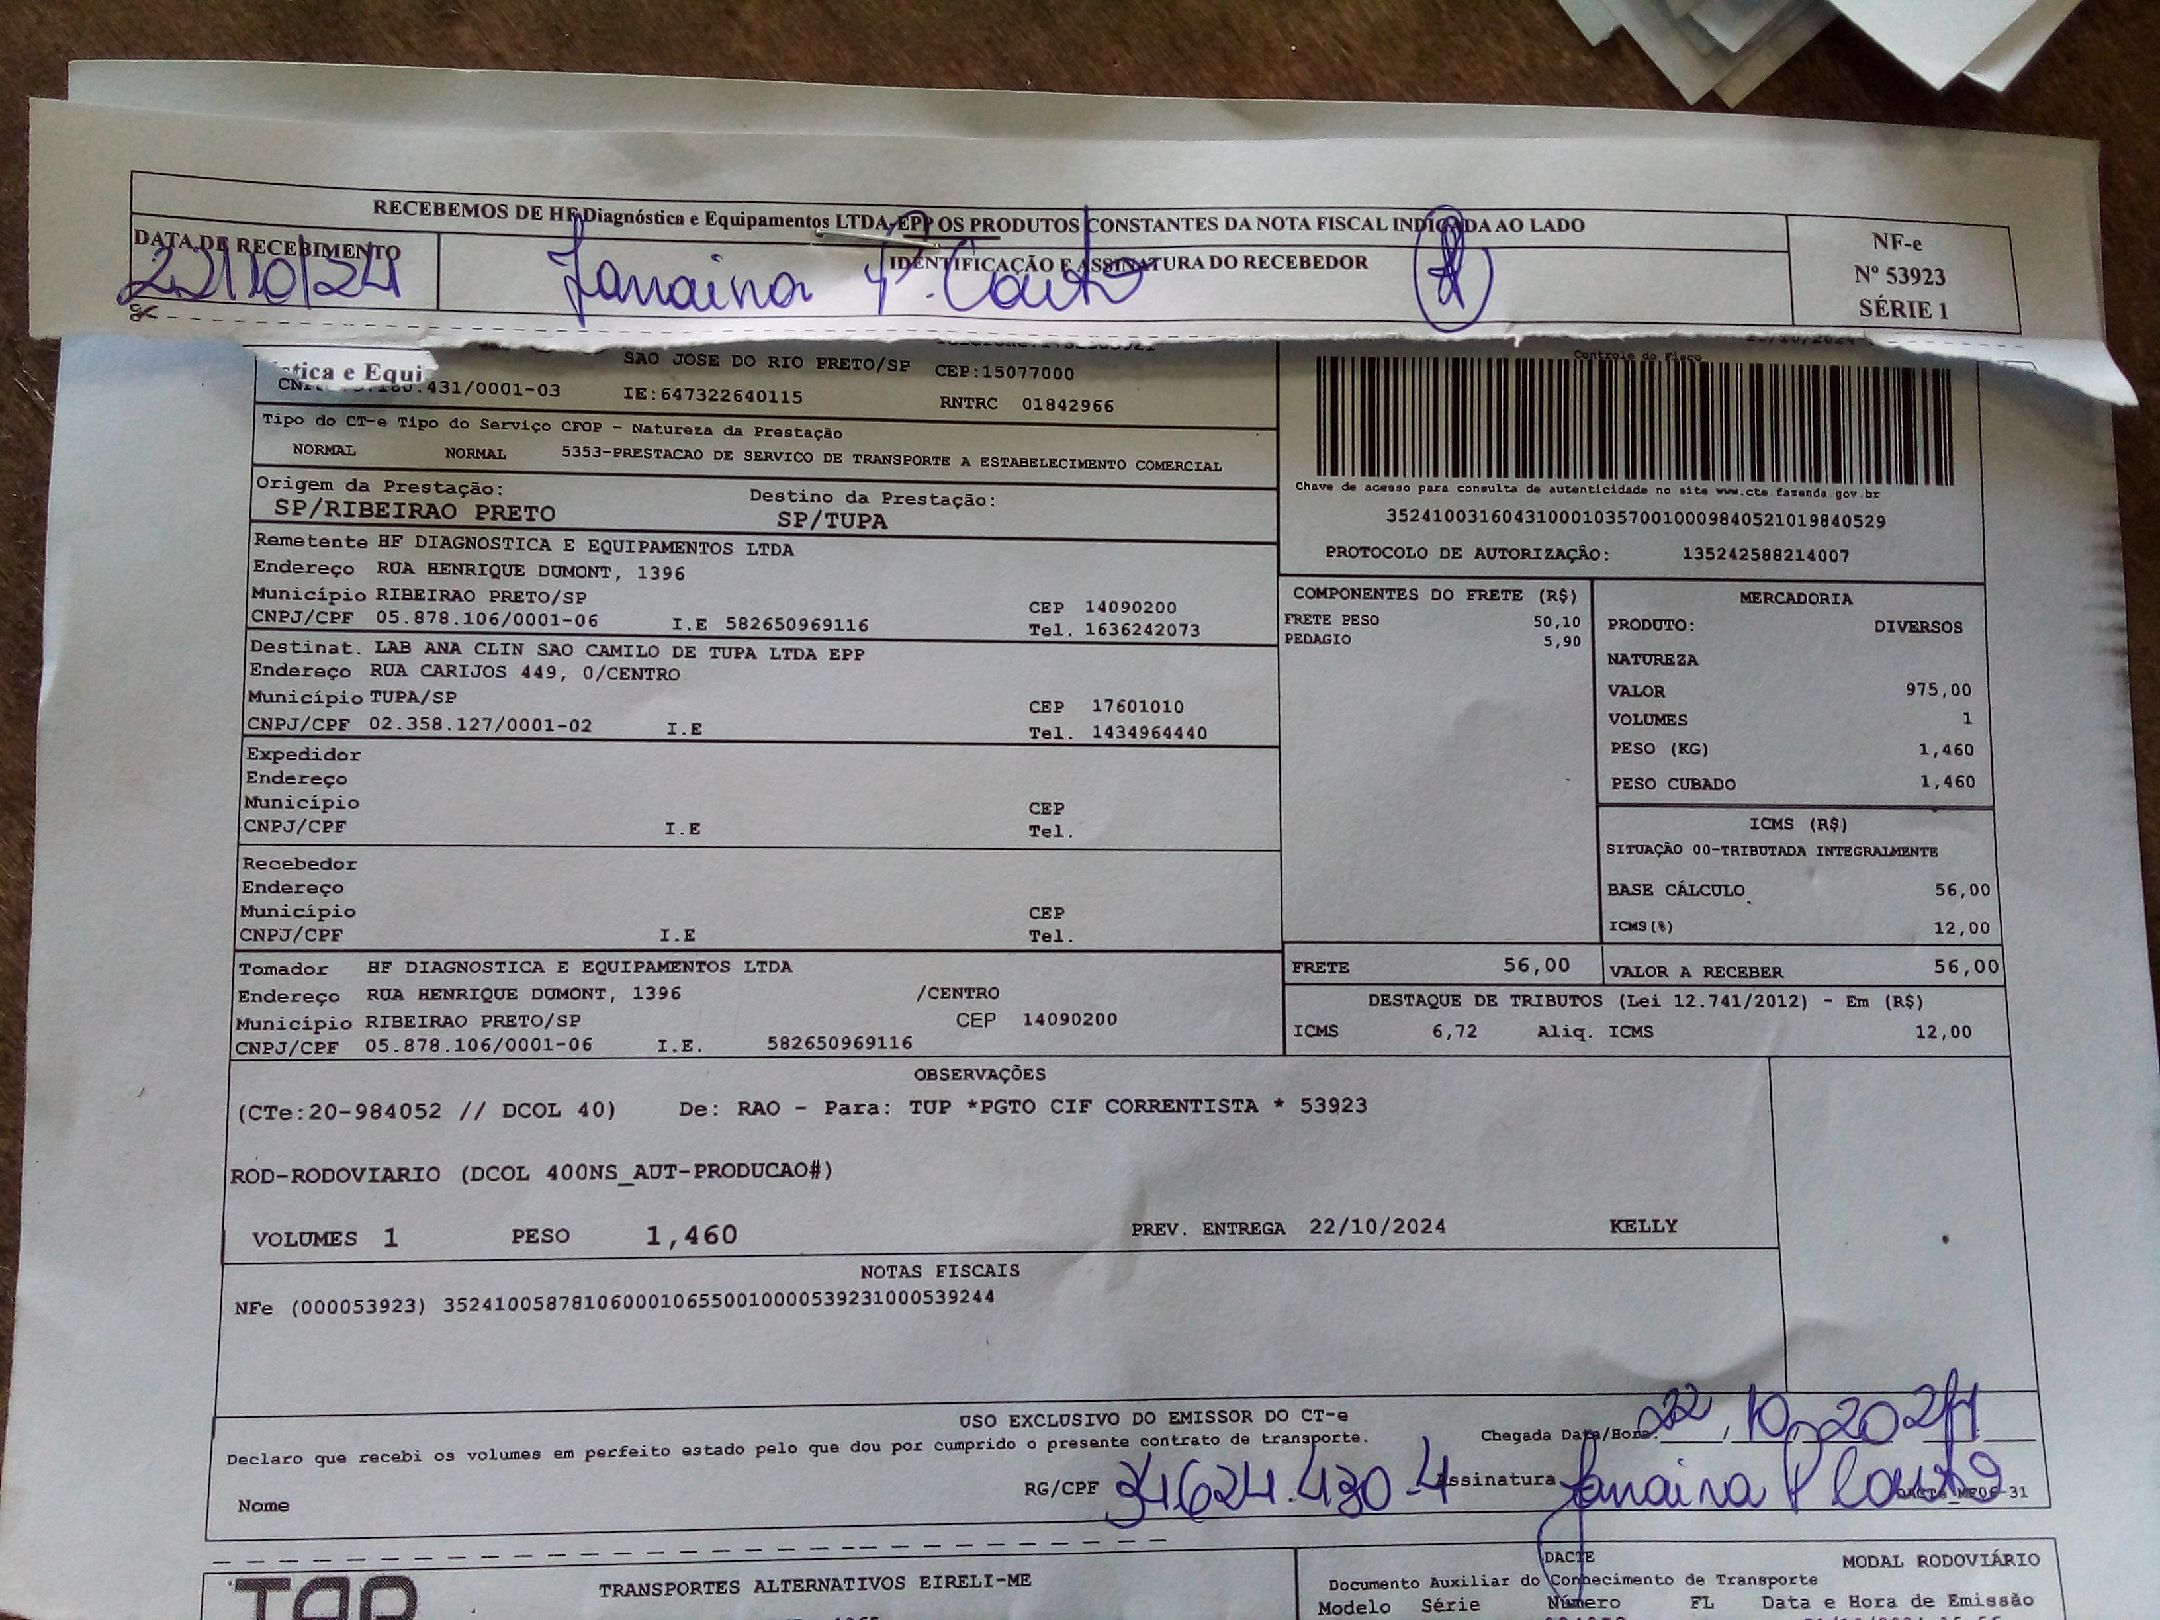 RECEBEMOS DE HF Diagnóstica e Equipamentos LTDA-EPP OS PRODUTOS CONSTANTES DA NOTA FISCAL INDICADA AO LADO
DATA DE RECEBIMENTO
IDENTIFICAÇÃO E ASSINATURA DO RECEBEDOR
22/10/24 Janaina P. Couto
NF-e
Nº 53923
SÉRIE 1
stica e Equi
SAO JOSE DO RIO PRETO/SP CEP:15077000
.431/0001-03 IE:647322640115 RNTRC 01842966
Tipo do CT-e Tipo do Serviço CFOP - Natureza da Prestação
NORMAL NORMAL 5353-PRESTACAO DE SERVICO DE TRANSPORTE A ESTABELECIMENTO COMERCIAL
Origem da Prestação: Destino da Prestação:
SP/RIBEIRAO PRETO SP/TUPA
Controle do Fisco
Chave de acesso para consulta de autenticidade no site www.cte.fazenda.gov.br
35241003160431000103570010009840521019840529
PROTOCOLO DE AUTORIZAÇÃO: 135242588214007
Remetente HF DIAGNOSTICA E EQUIPAMENTOS LTDA
Endereço RUA HENRIQUE DUMONT, 1396
Município RIBEIRAO PRETO/SP CEP 14090200
CNPJ/CPF 05.878.106/0001-06 I.E 582650969116 Tel. 1636242073
Destinat. LAB ANA CLIN SAO CAMILO DE TUPA LTDA EPP
Endereço RUA CARIJOS 449, 0/CENTRO
Município TUPA/SP CEP 17601010
CNPJ/CPF 02.358.127/0001-02 I.E Tel. 1434964440
Expedidor
Endereço
Município CEP
CNPJ/CPF I.E Tel.
Recebedor
Endereço
Município CEP
CNPJ/CPF I.E Tel.
Tomador HF DIAGNOSTICA E EQUIPAMENTOS LTDA
Endereço RUA HENRIQUE DUMONT, 1396 /CENTRO
Município RIBEIRAO PRETO/SP CEP 14090200
CNPJ/CPF 05.878.106/0001-06 I.E. 582650969116
COMPONENTES DO FRETE (R$)
FRETE PESO 50,10
PEDAGIO 5,90
MERCADORIA
PRODUTO: DIVERSOS
NATUREZA
VALOR 975,00
VOLUMES 1
PESO (KG) 1,460
PESO CUBADO 1,460
ICMS (R$)
SITUAÇÃO 00-TRIBUTADA INTEGRALMENTE
BASE CÁLCULO 56,00
ICMS(%) 12,00
FRETE 56,00 VALOR A RECEBER 56,00
DESTAQUE DE TRIBUTOS (Lei 12.741/2012) - Em (R$)
ICMS 6,72 Aliq. ICMS 12,00
OBSERVAÇÕES
(CTe:20-984052 // DCOL 40) De: RAO - Para: TUP *PGTO CIF CORRENTISTA * 53923
ROD-RODOVIARIO (DCOL 400NS_AUT-PRODUCAO#)
VOLUMES 1 PESO 1,460 PREV. ENTREGA 22/10/2024 KELLY
NOTAS FISCAIS
NFe (000053923) 35241005878106000106550010000539231000539244
USO EXCLUSIVO DO EMISSOR DO CT-e
Declaro que recebi os volumes em perfeito estado pelo que dou por cumprido o presente contrato de transporte.
Chegada Data/Hora: 22/10/2024
Nome RG/CPF 34624.430-4 Assinatura Janaina P Couto
TRANSPORTES ALTERNATIVOS EIRELI-ME
DACTE MODAL RODOVIÁRIO
Documento Auxiliar do Conhecimento de Transporte
Modelo Série Número FL Data e Hora de Emissão